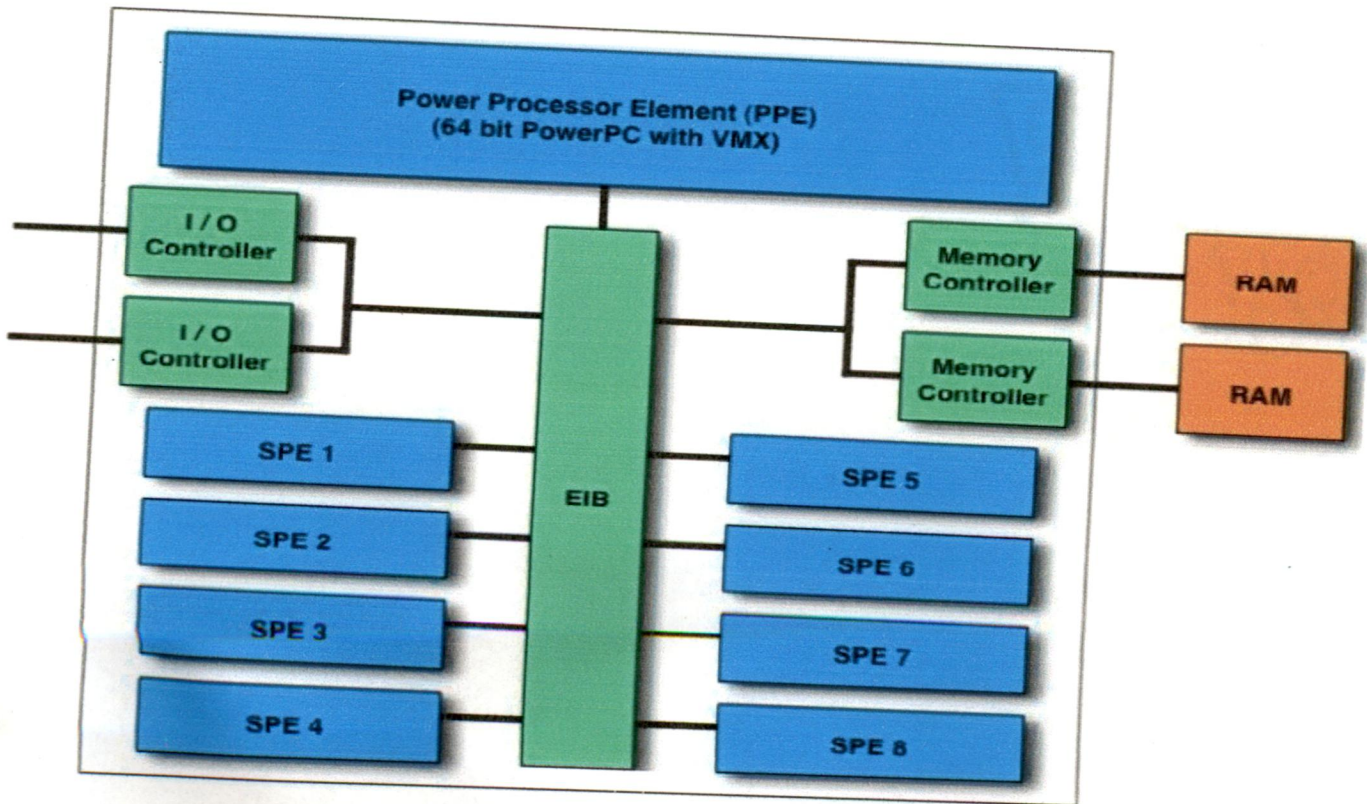 Power Processor Element (PPE)
(64 bit PowerPC with VMX)
I / O
Controller
I / O
Controller
Memory
Controller
RAM
Memory
Controller
RAM
SPE 1
SPE 2
SPE 3
SPE 4
EIB
SPE 5
SPE 6
SPE 7
SPE 8